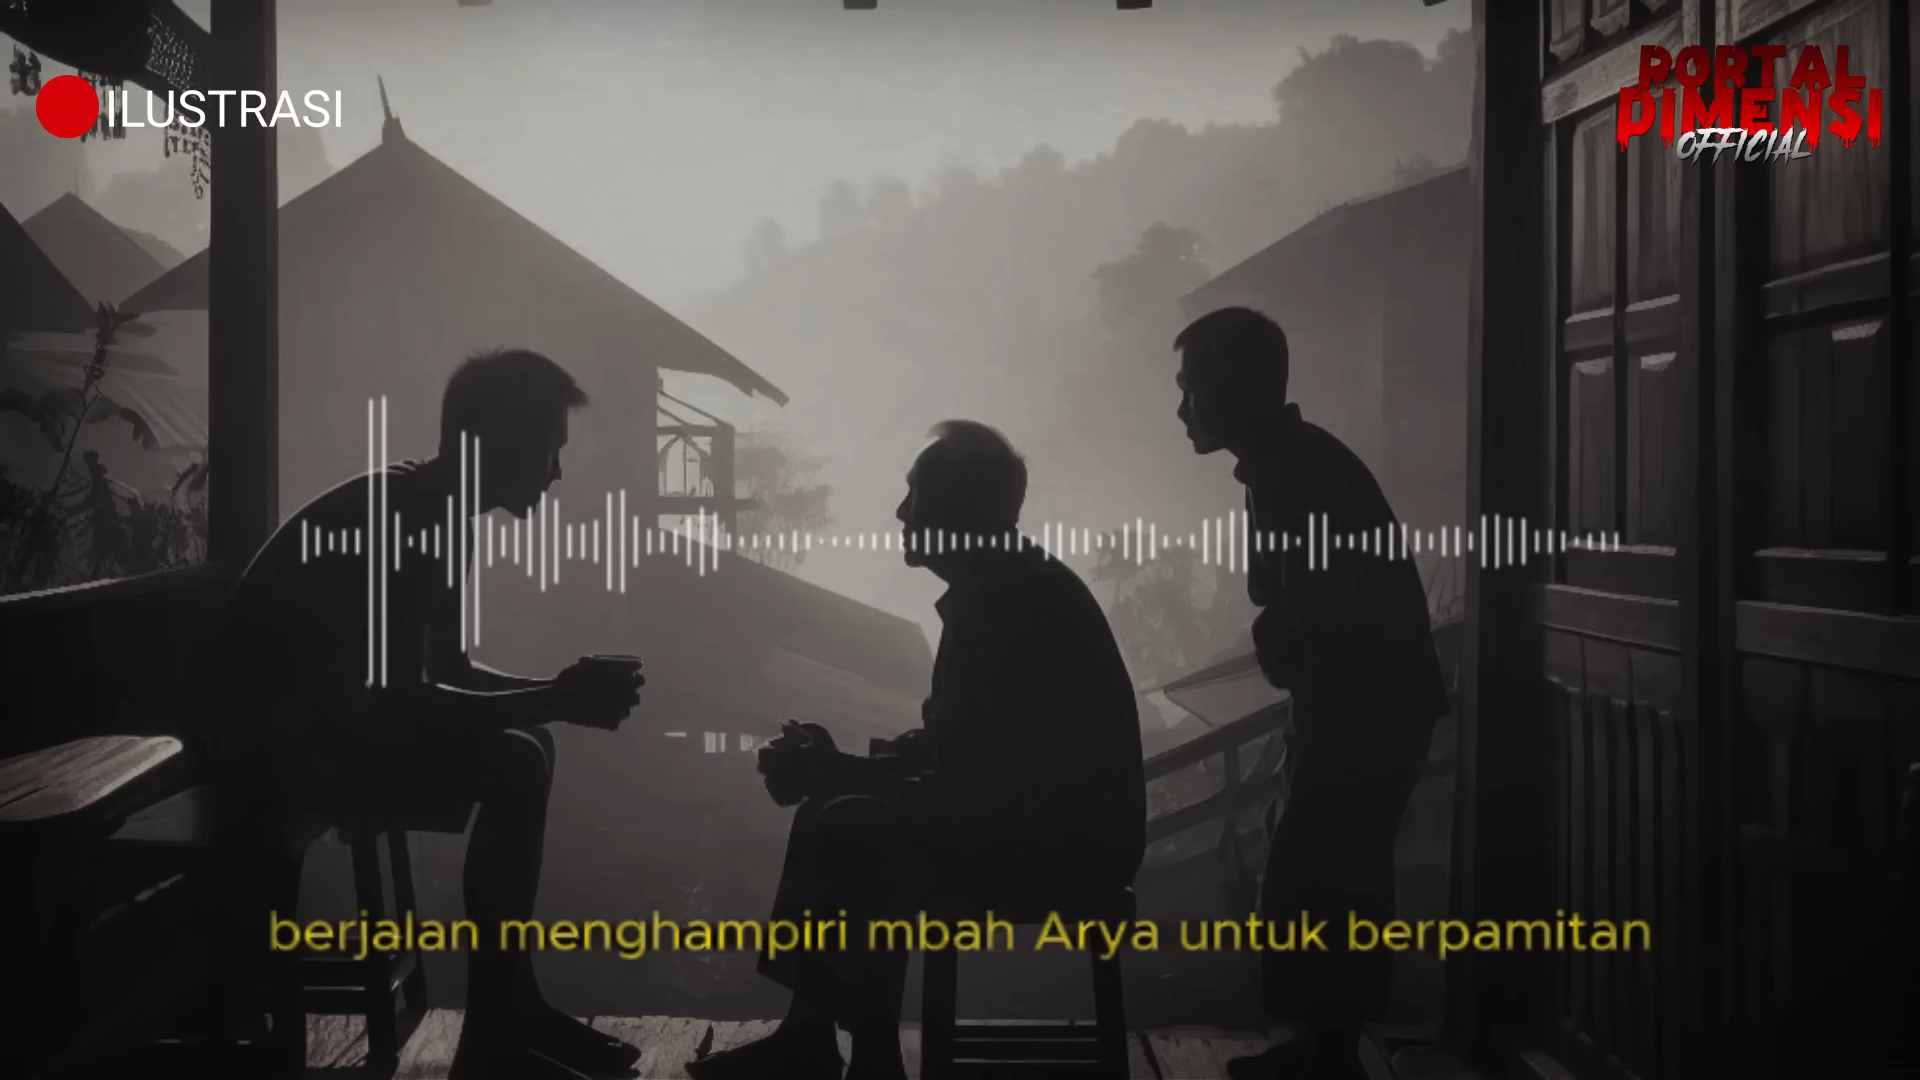 ILUSTRASI
PORTAL
DIMENSI
OFFICIAL
berjalan menghampiri mbah Arya untuk berpamitan